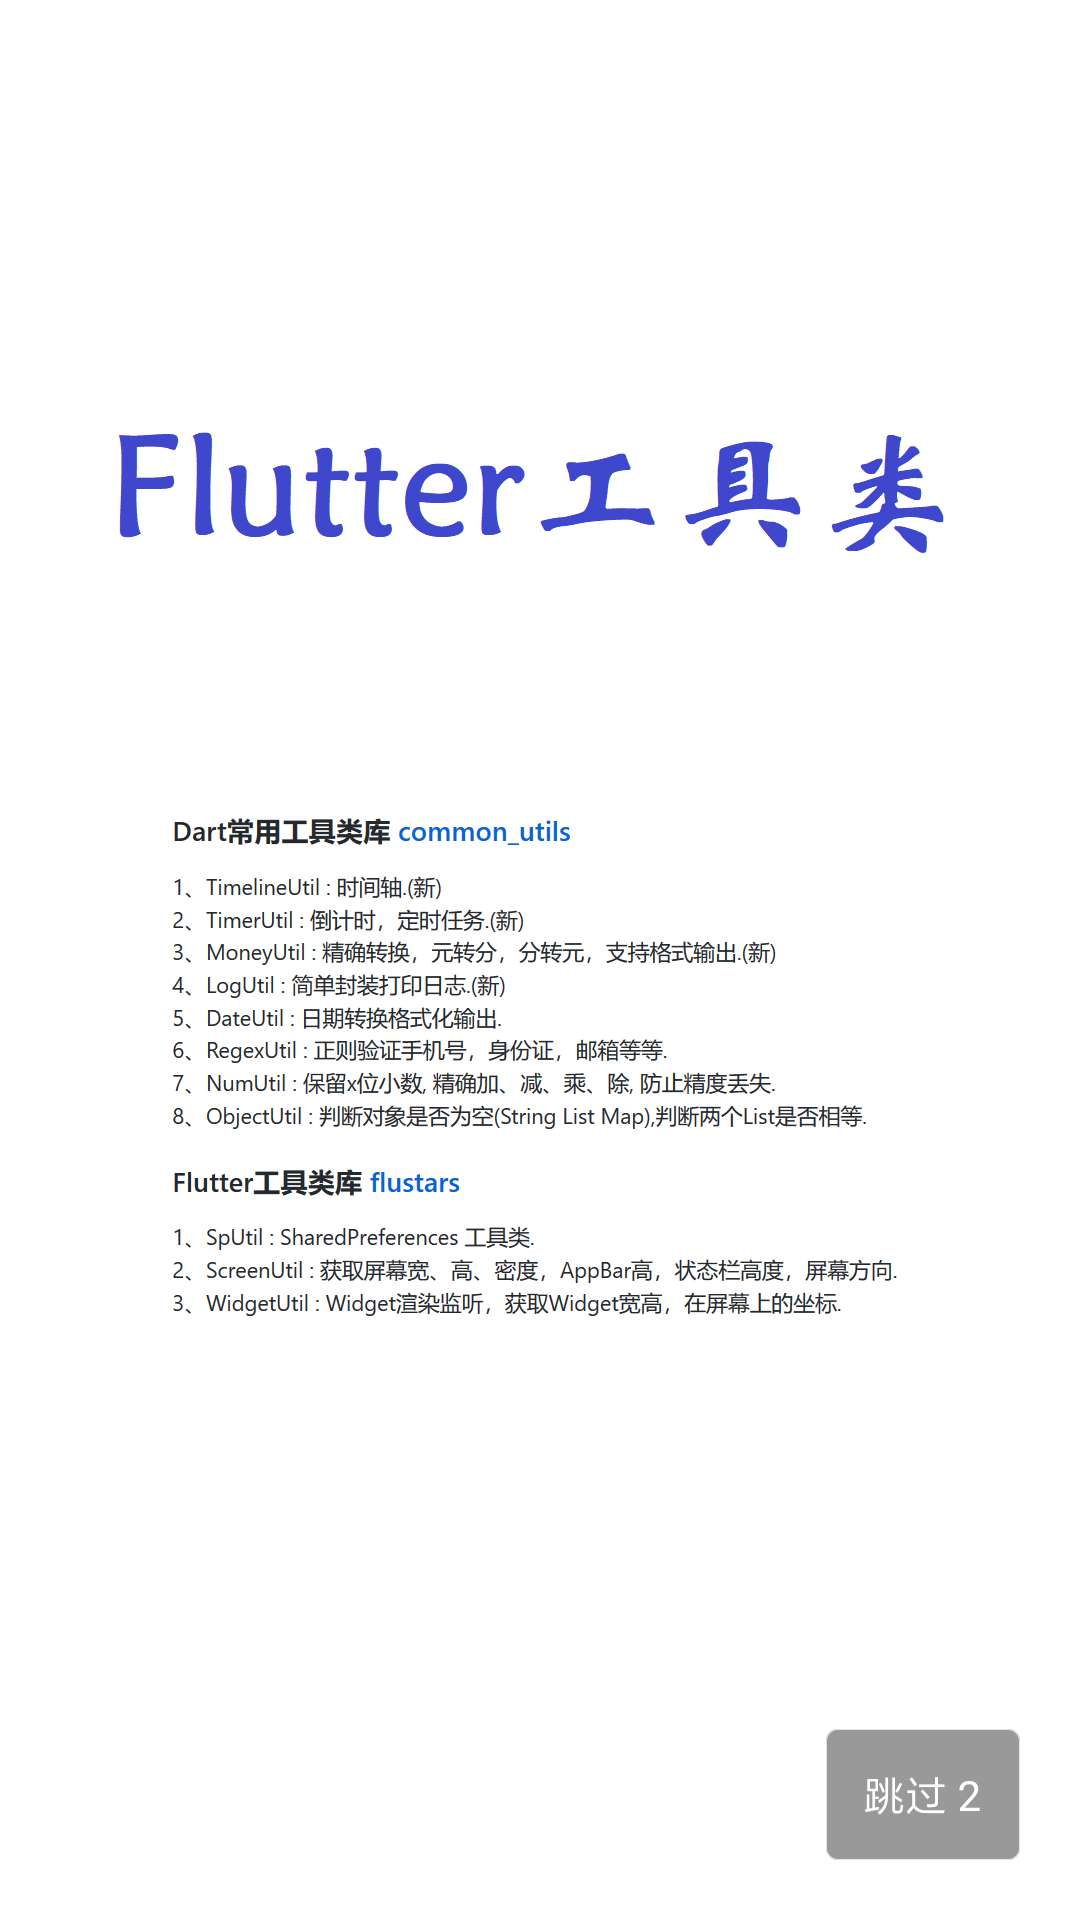 Flutter工具类
Dart常用工具类库 common_utils
1、TimelineUtil : 时间轴.(新)
2、TimerUtil : 倒计时，定时任务.(新)
3、MoneyUtil : 精确转换，元转分，分转元，支持格式输出.(新)
4、LogUtil : 简单封装打印日志.(新)
5、DateUtil : 日期转换格式化输出.
6、RegexUtil : 正则验证手机号，身份证，邮箱等等.
7、NumUtil : 保留x位小数, 精确加、减、乘、除, 防止精度丢失.
8、ObjectUtil : 判断对象是否为空(String List Map),判断两个List是否相等.
Flutter工具类库 flustars
1、SpUtil : SharedPreferences 工具类.
2、ScreenUtil : 获取屏幕宽、高、密度，AppBar高，状态栏高度，屏幕方向.
3、WidgetUtil : Widget渲染监听，获取Widget宽高，在屏幕上的坐标.
跳过 2